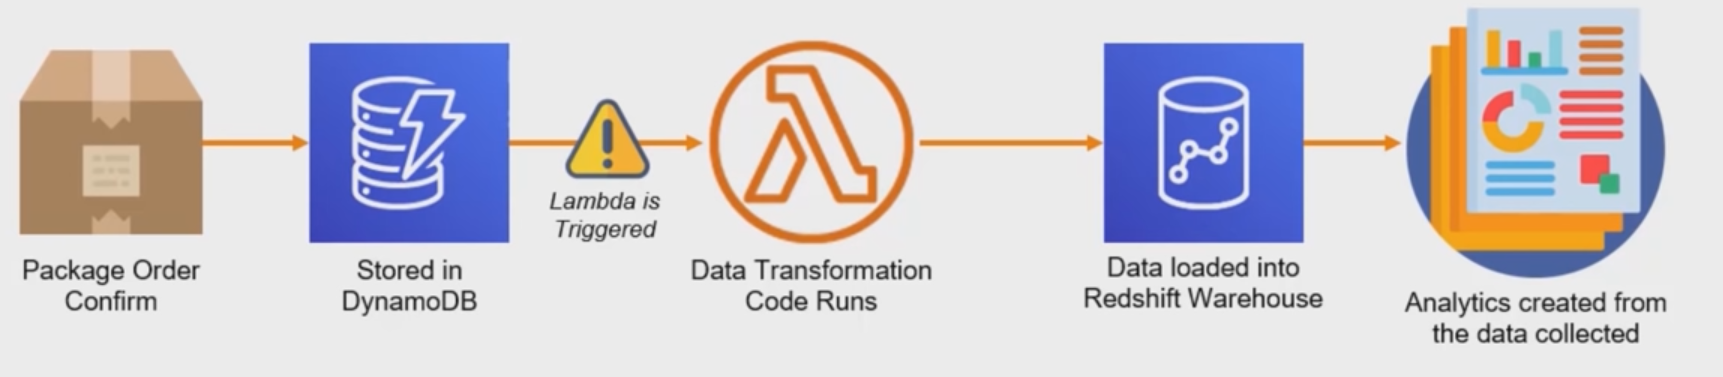 Package Order
Confirm
Stored in
DynamoDB
Lambda is
Triggered
Data Transformation
Code Runs
Data loaded into
Redshift Warehouse
Analytics created from
the data collected